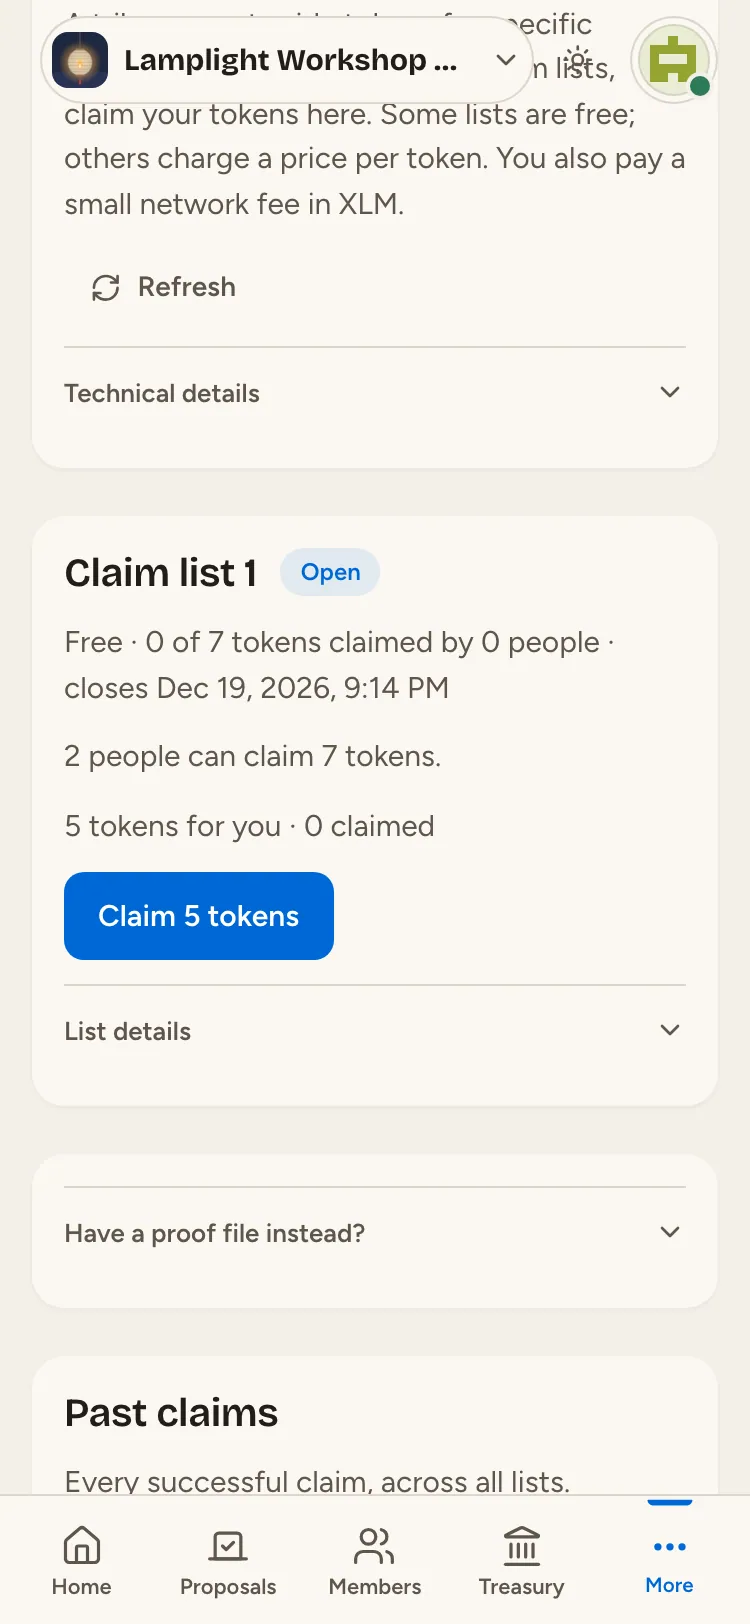 Lamplight Workshop ...
ecific
lists,
claim your tokens here. Some lists are free;
others charge a price per token. You also pay a
small network fee in XLM.
Refresh
Technical details
Claim list 1
Open
Free · 0 of 7 tokens claimed by 0 people ·
closes Dec 19, 2026, 9:14 PM
2 people can claim 7 tokens.
5 tokens for you · 0 claimed
Claim 5 tokens
List details
Have a proof file instead?
Past claims
Every successful claim, across all lists.
Home
Proposals
Members
Treasury
More